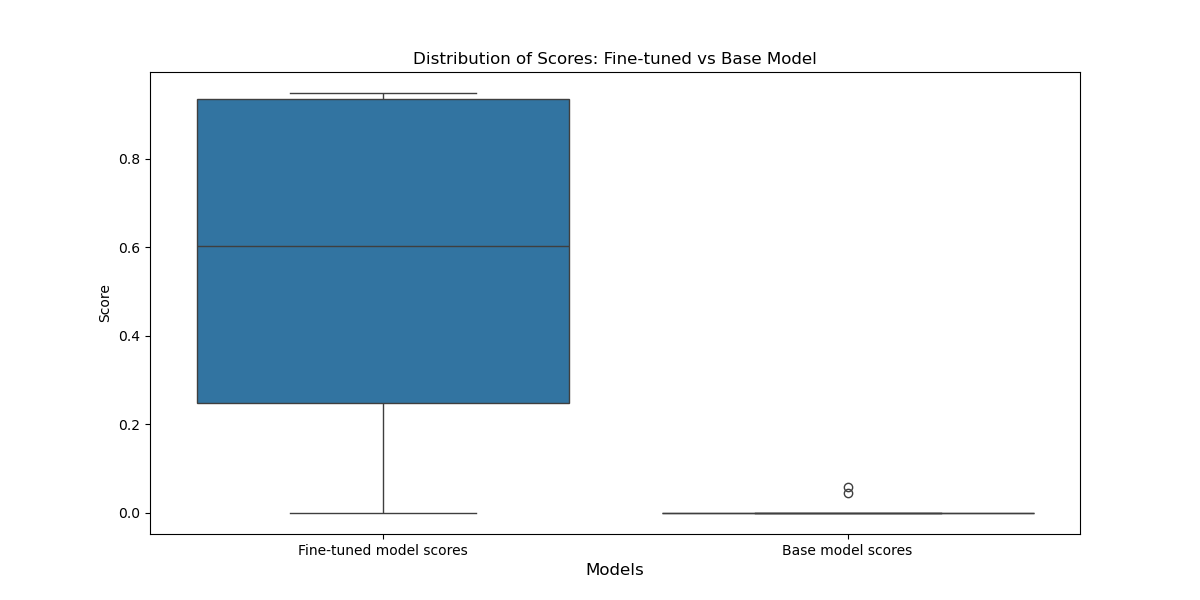 Distribution of Scores: Fine-tuned vs Base Model
Score
0.8
0.6
0.4
0.2
0.0
Fine-tuned model scores
Base model scores
Models